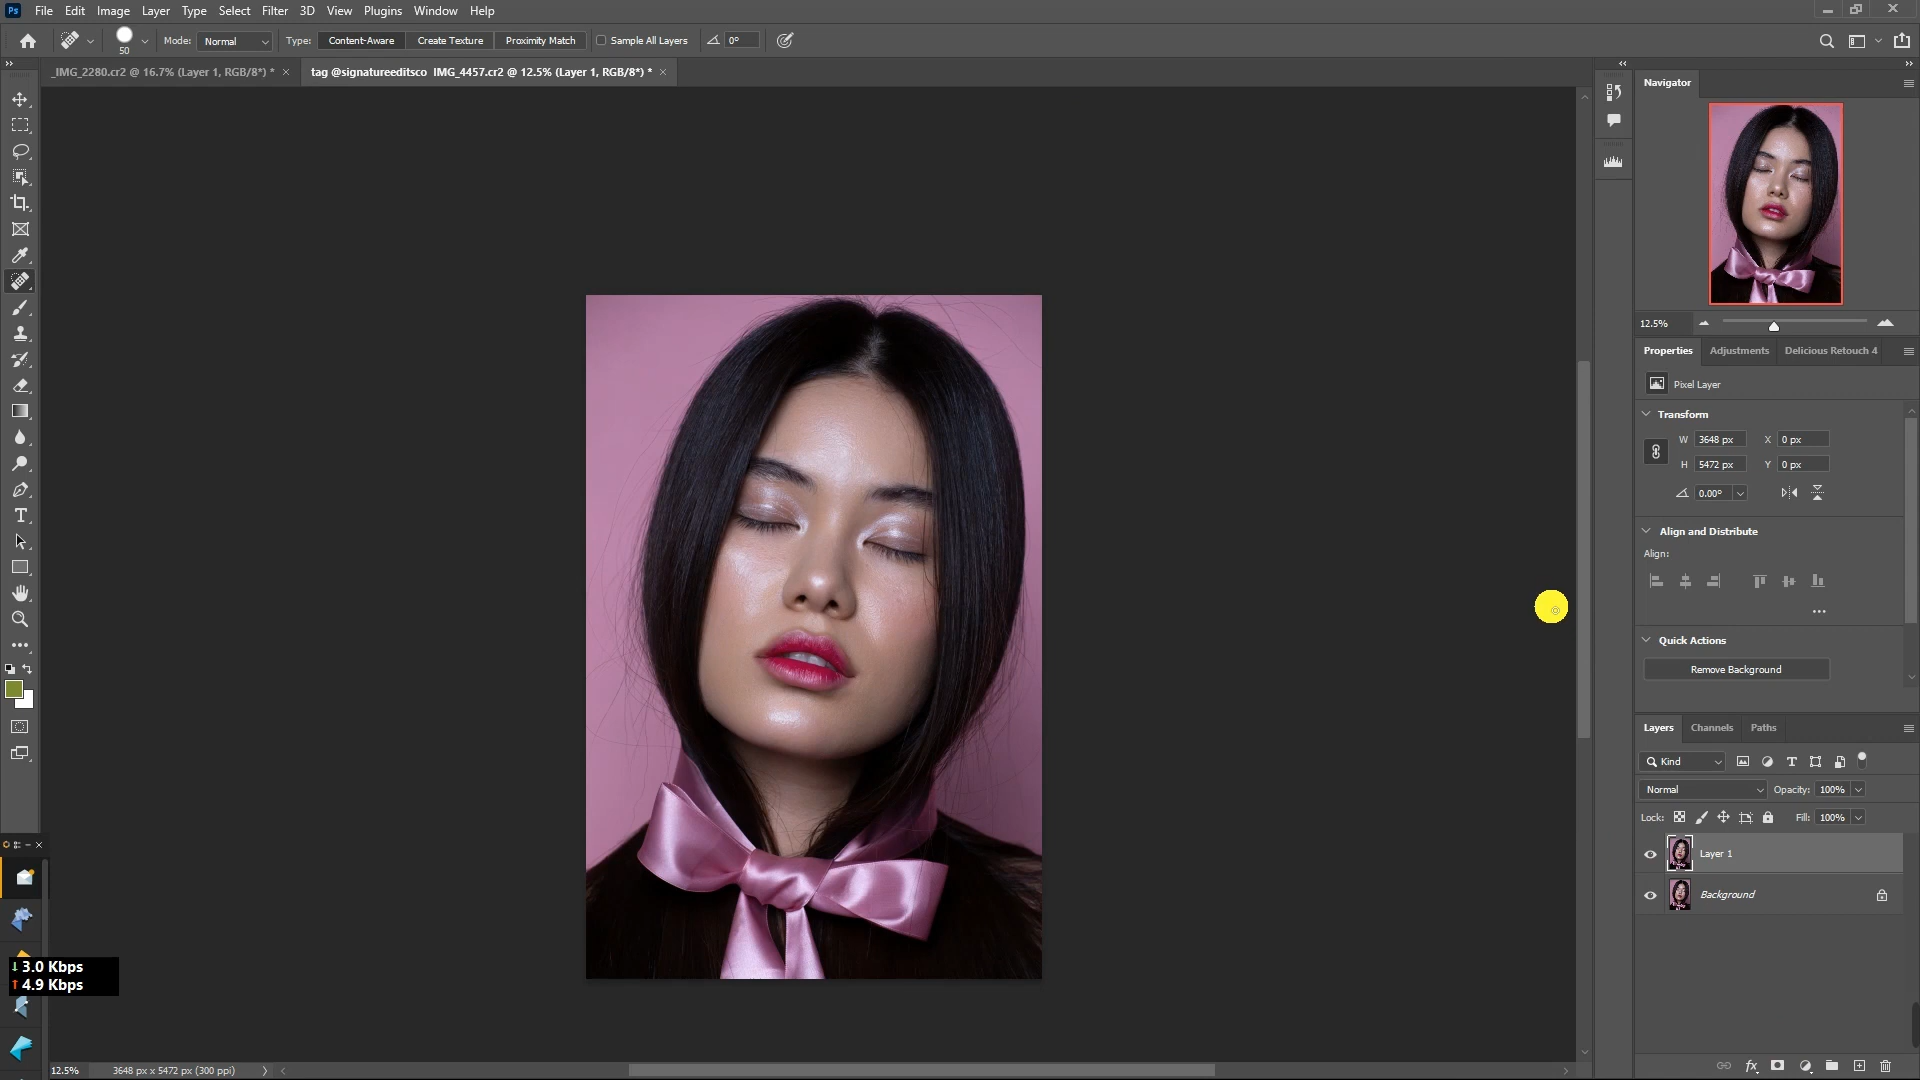 Ps File Edit Image Layer Type Select Filter 3D View Plugins Window Help
50 Mode: Normal Type: Content-Aware Create Texture Proximity Match Sample All Layers 0°
_IMG_2280.cr2 @ 16.7% (Layer 1, RGB/8*) * × tag @signatureeditsco IMG_4457.cr2 @ 12.5% (Layer 1, RGB/8*) * ×
Navigator
12.5%
Properties Adjustments Delicious Retouch 4
Pixel Layer
Transform
W 3648 px X 0 px
H 5472 px Y 0 px
0.00°
Align and Distribute
Align:
Quick Actions
Remove Background
Layers Channels Paths
Kind
Normal Opacity: 100%
Lock: Fill: 100%
Layer 1
Background
↓ 3.0 Kbps
↑ 4.9 Kbps
12.5% 3648 px x 5472 px (300 ppi)